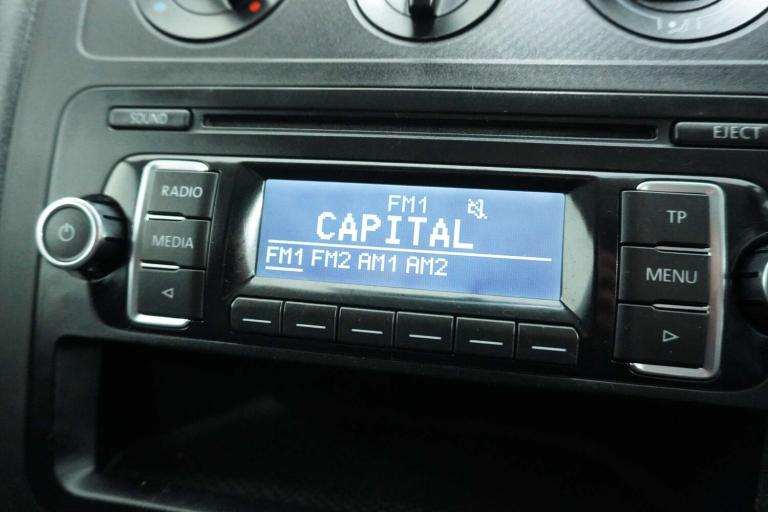 SOUND
EJECT
RADIO
MEDIA
FM1
CAPITAL
FM1 FM2 AM1 AM2
TP
MENU